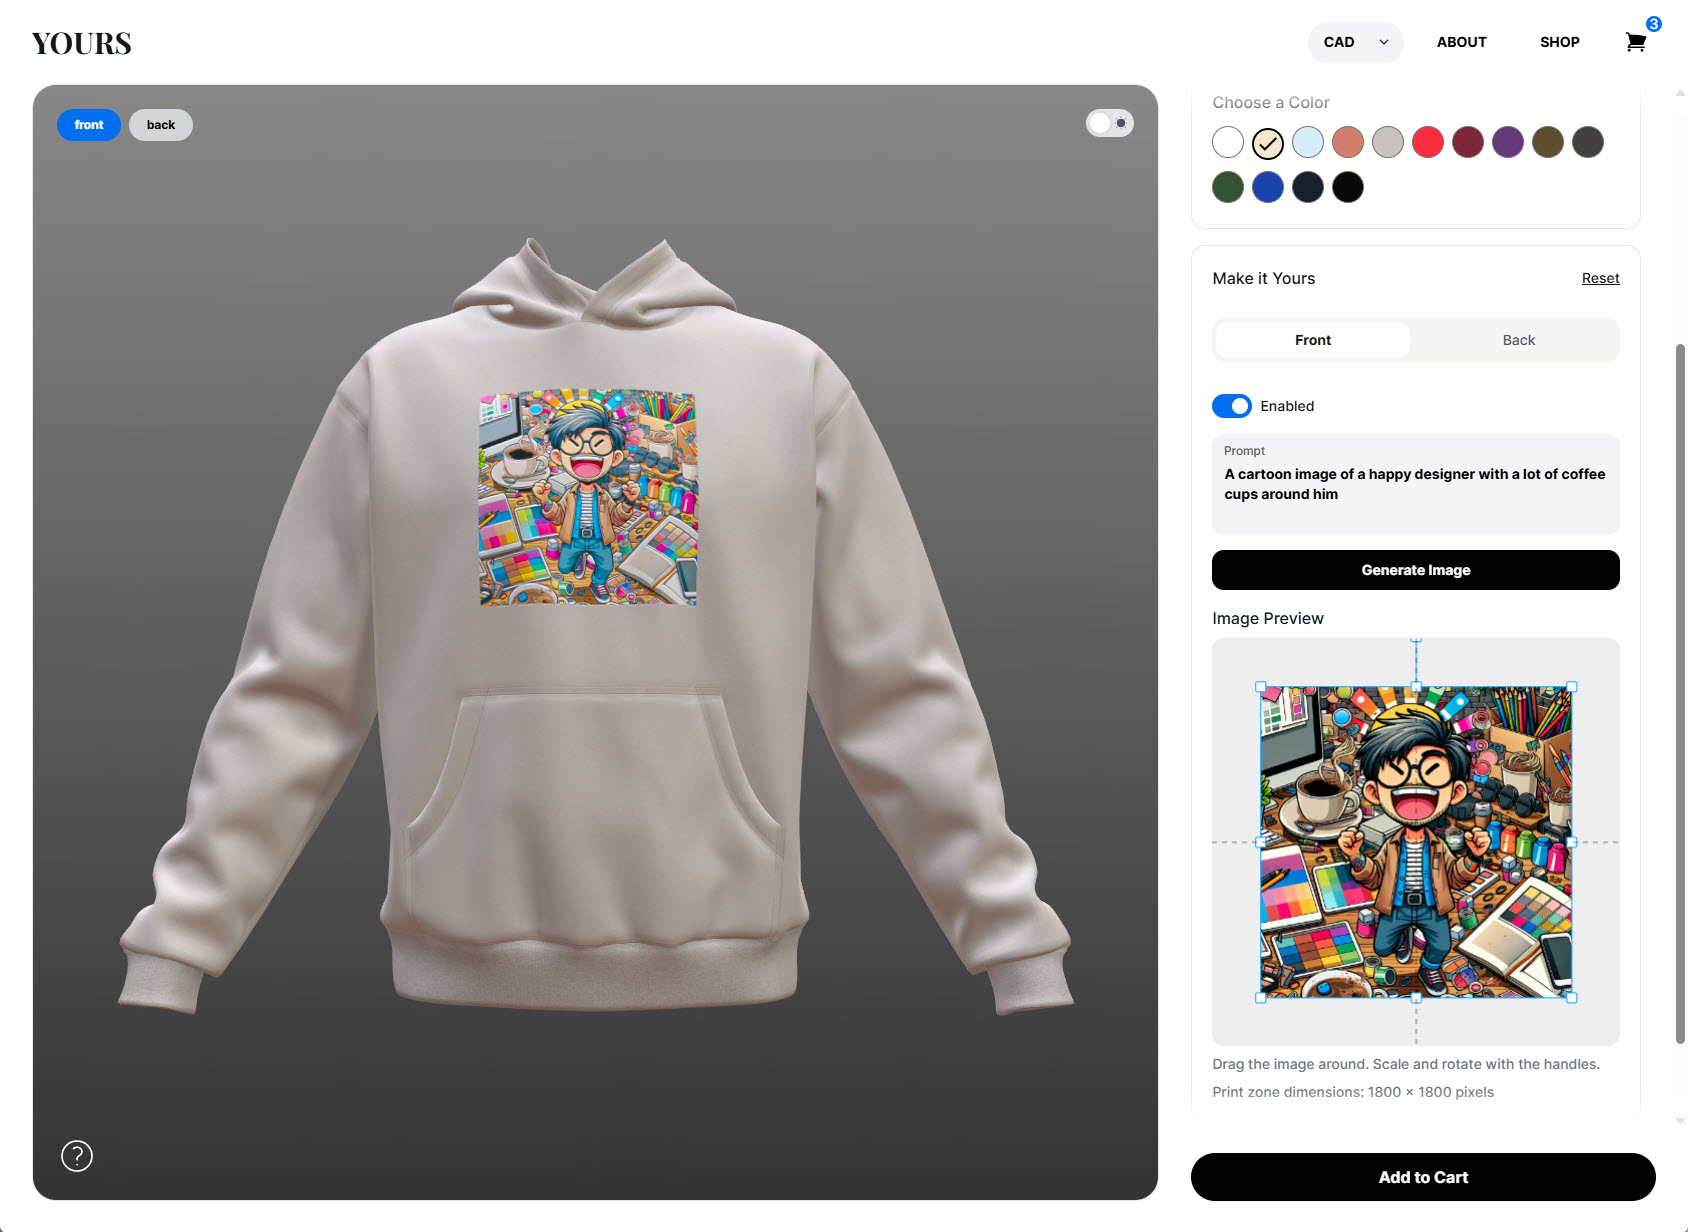 YOURS
CAD
ABOUT
SHOP
3
front
back
Choose a Color
Make it Yours
Reset
Front
Back
Enabled
Prompt
A cartoon image of a happy designer with a lot of coffee
cups around him
Generate Image
Image Preview
Drag the image around. Scale and rotate with the handles.
Print zone dimensions: 1800 × 1800 pixels
?
Add to Cart